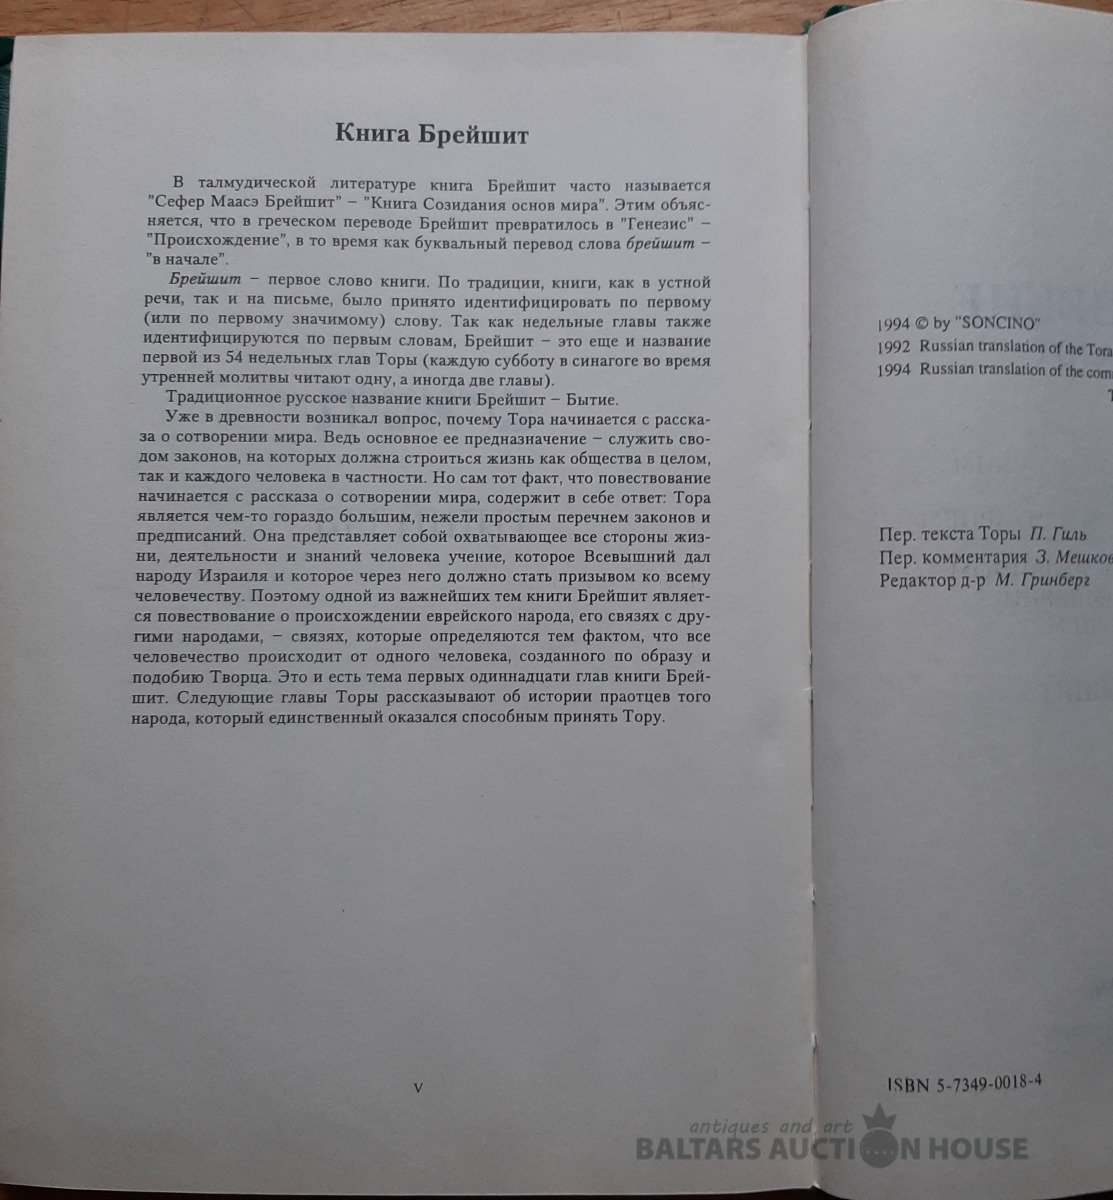 Книга Брейшит
В талмудической литературе книга Брейшит часто называется
"Сефер Маасэ Брейшит" – "Книга Созидания основ мира". Этим объяс-
няется, что в греческом переводе Брейшит превратилось в "Генезис" –
"Происхождение", в то время как буквальный перевод слова брейшит –
"в начале".
Брейшит – первое слово книги. По традиции, книги, как в устной
речи, так и на письме, было принято идентифицировать по первому
(или по первому значимому) слову. Так как недельные главы также
идентифицируются по первым словам, Брейшит – это еще и название
первой из 54 недельных глав Торы (каждую субботу в синагоге во время
утренней молитвы читают одну, а иногда две главы).
Традиционное русское название книги Брейшит – Бытие.
Уже в древности возникал вопрос, почему Тора начинается с расска-
за о сотворении мира. Ведь основное ее предназначение – служить сво-
дом законов, на которых должна строиться жизнь как общества в целом,
так и каждого человека в частности. Но сам тот факт, что повествование
начинается с рассказа о сотворении мира, содержит в себе ответ: Тора
является чем-то гораздо большим, нежели простым перечнем законов и
предписаний. Она представляет собой охватывающее все стороны жиз-
ни, деятельности и знаний человека учение, которое Всевышний дал
народу Израиля и которое через него должно стать призывом ко всему
человечеству. Поэтому одной из важнейших тем книги Брейшит являет-
ся повествование о происхождении еврейского народа, его связях с дру-
гими народами, – связях, которые определяются тем фактом, что все
человечество происходит от одного человека, созданного по образу и
подобию Творца. Это и есть тема первых одиннадцати глав книги Брей-
шит. Следующие главы Торы рассказывают об истории праотцев того
народа, который единственный оказался способным принять Тору.
V
1994 © by "SONCINO"
1992 Russian translation of the Tora
1994 Russian translation of the com
T
Пер. текста Торы П. Гиль
Пер. комментария З. Мешков
Редактор д-р М. Гринберг
ISBN 5-7349-0018-4
antiques and art
BALTARS AUCTION HOUSE